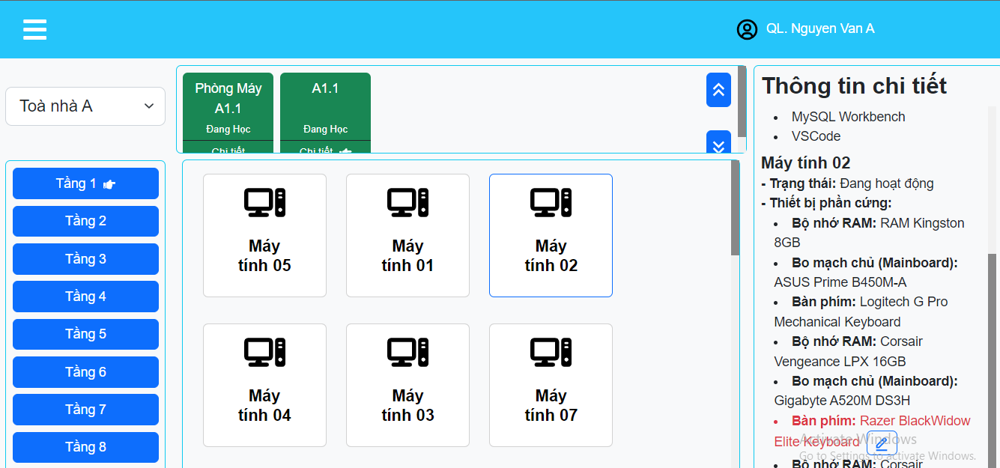 QL. Nguyen Van A
Toà nhà A
Tầng 1
Tầng 2
Tầng 3
Tầng 4
Tầng 5
Tầng 6
Tầng 7
Tầng 8
Phòng Máy
A1.1
Đang Học
Chi tiết
A1.1
Đang Học
Chi tiết
Máy
tính 05
Máy
tính 01
Máy
tính 02
Máy
tính 04
Máy
tính 03
Máy
tính 07
Thông tin chi tiết
• MySQL Workbench
• VSCode
Máy tính 02
- Trạng thái: Đang hoạt động
- Thiết bị phần cứng:
• Bộ nhớ RAM: RAM Kingston
8GB
• Bo mạch chủ (Mainboard):
ASUS Prime B450M-A
• Bàn phím: Logitech G Pro
Mechanical Keyboard
• Bộ nhớ RAM: Corsair
Vengeance LPX 16GB
• Bo mạch chủ (Mainboard):
Gigabyte A520M DS3H
• Bàn phím: Razer BlackWidow
Elite Keyboard
• Bộ nhớ RAM: Corsair
Activate Windows
Go to Settings to activate Windows.